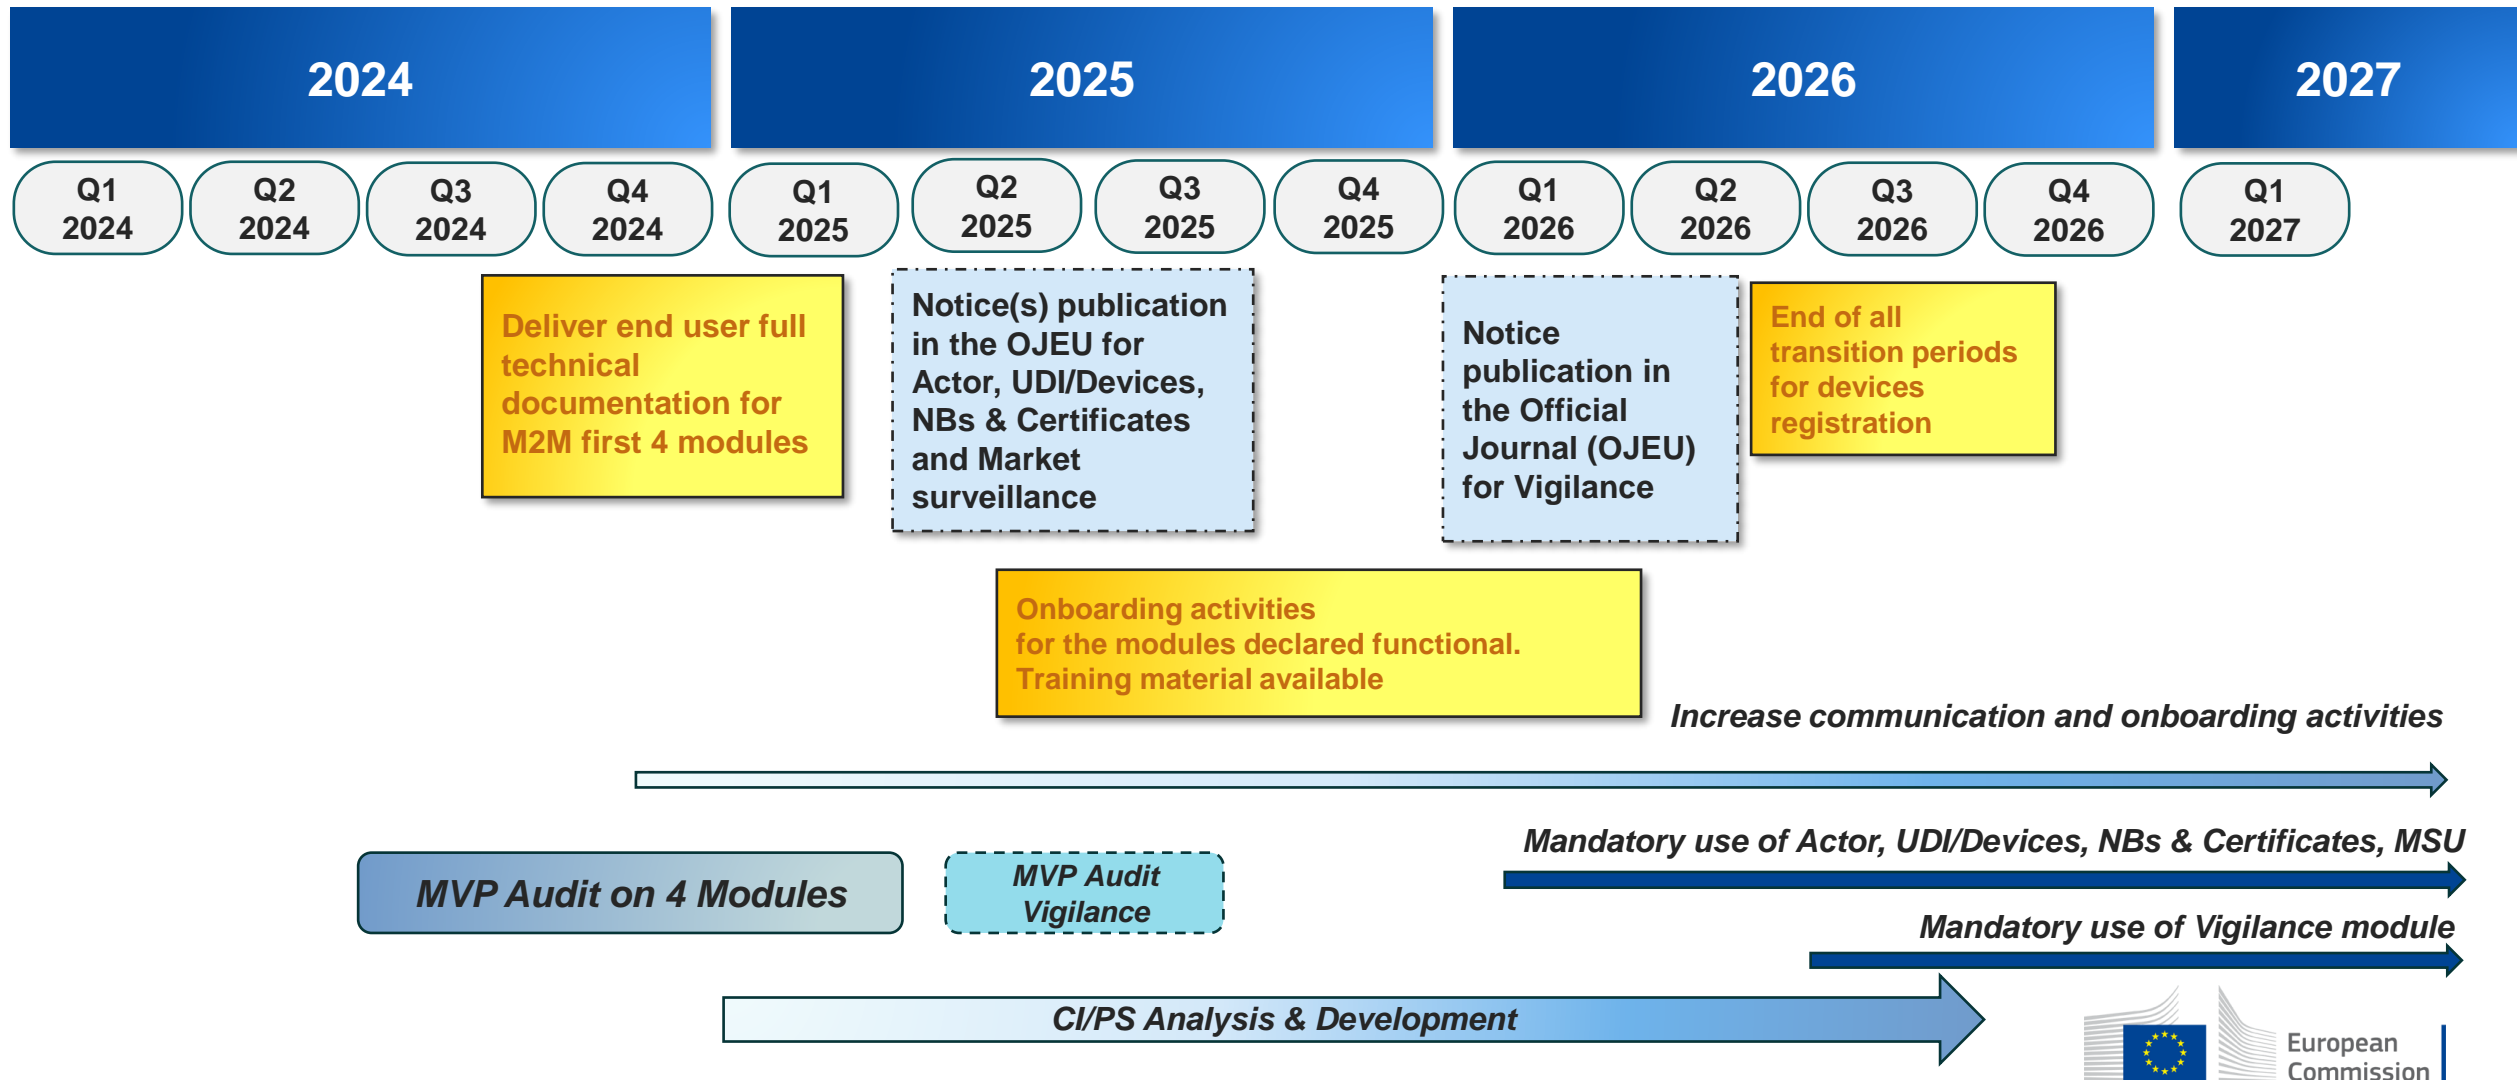 2024
2025
2026
2027
Q1
2024
Q2
2024
Q3
2024
Q4
2024
Q1
2025
Q2
2025
Q3
2025
Q4
2025
Q1
2026
Q2
2026
Q3
2026
Q4
2026
Q1
2027
Deliver end user full
technical
documentation for
M2M first 4 modules
Notice(s) publication
in the OJEU for
Actor, UDI/Devices,
NBs & Certificates
and Market
surveillance
Notice
publication in
the Official
Journal (OJEU)
for Vigilance
End of all
transition periods
for devices
registration
Onboarding activities
for the modules declared functional.
Training material available
Increase communication and onboarding activities
Mandatory use of Actor, UDI/Devices, NBs & Certificates, MSU
MVP Audit on 4 Modules
MVP Audit
Vigilance
Mandatory use of Vigilance module
CI/PS Analysis & Development
European
Commission